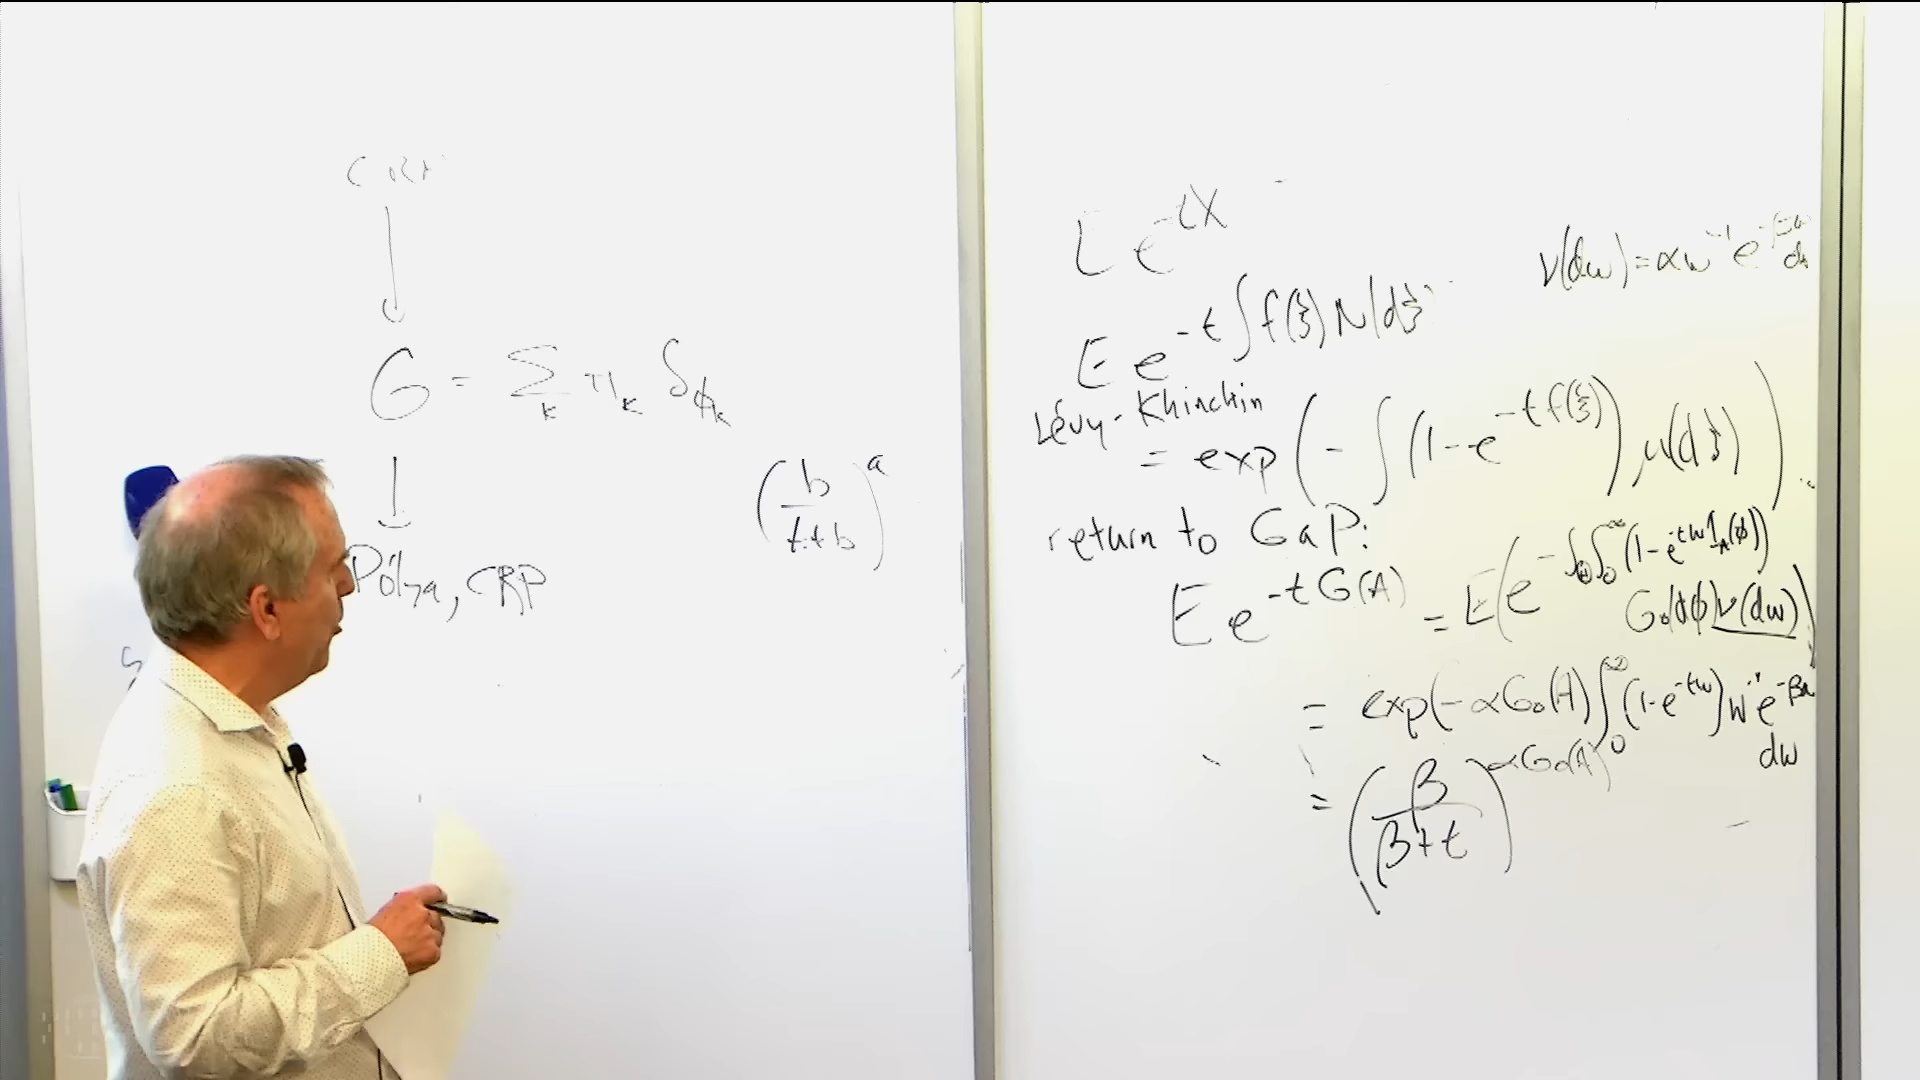 G = Σ_k π_k δ_{φ_k}
Pólya, CRP
(b/(t+b))^a
E e^{-tX}
ν(dw) = αw^{-1} e^{-βw} dw
E e^{-t∫f(ξ)N(dξ)}
Lévy-Khinchin
= exp(-∫(1-e^{-tf(ξ)}) μ(dξ))
return to GaP:
E e^{-tG(A)} = E(e^{-∫_Θ∫_0^∞(1-e^{-tw1_A(φ)}) G_0(dφ)ν(dw)})
= exp(-αG_0(A)∫_0^∞(1-e^{-tw})w^{-1}e^{-βw} dw
= (β/(β+t))^{αG_0(A)}